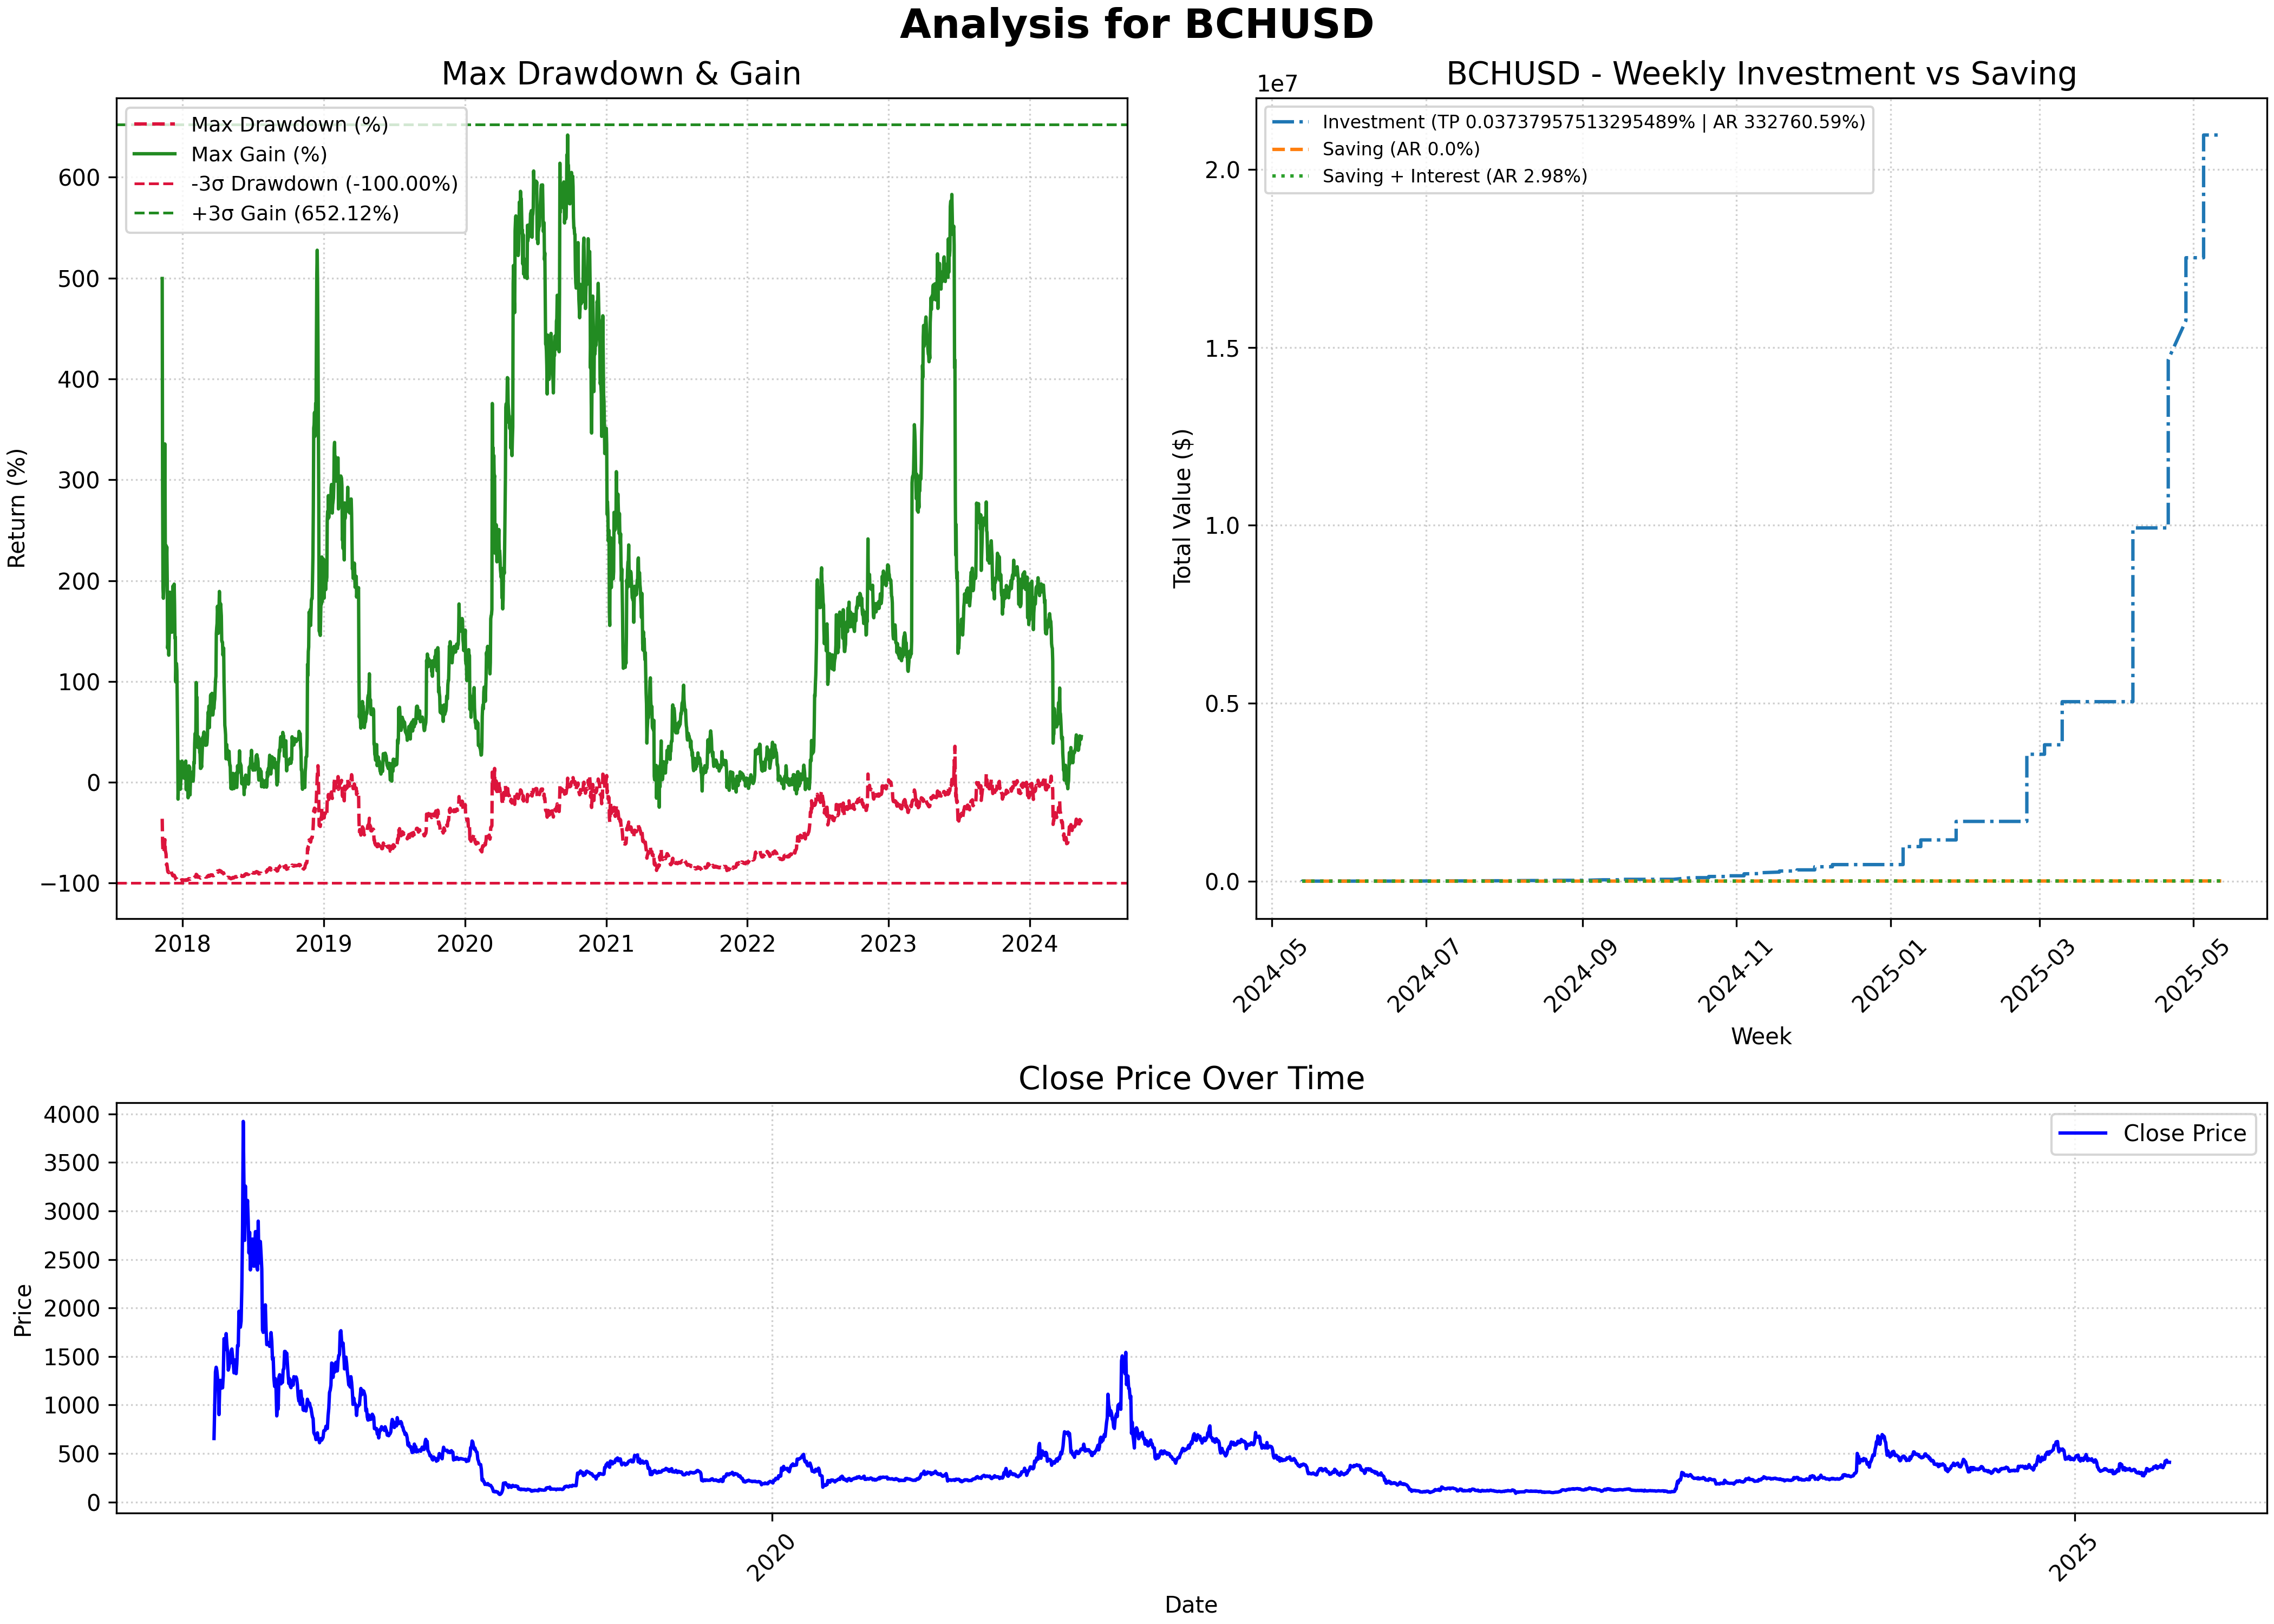 Analysis for BCHUSD
Max Drawdown & Gain
Max Drawdown (%)
Max Gain (%)
-3σ Drawdown (-100.00%)
+3σ Gain (652.12%)
Return (%)
600
500
400
300
200
100
0
−100
2018
2019
2020
2021
2022
2023
2024
BCHUSD - Weekly Investment vs Saving
1e7
Investment (TP 0.03737957513295489% | AR 332760.59%)
Saving (AR 0.0%)
Saving + Interest (AR 2.98%)
Total Value ($)
2.0
1.5
1.0
0.5
0.0
2024-05
2024-07
2024-09
2024-11
2025-01
2025-03
2025-05
Week
Close Price Over Time
Close Price
Price
4000
3500
3000
2500
2000
1500
1000
500
0
2020
2025
Date